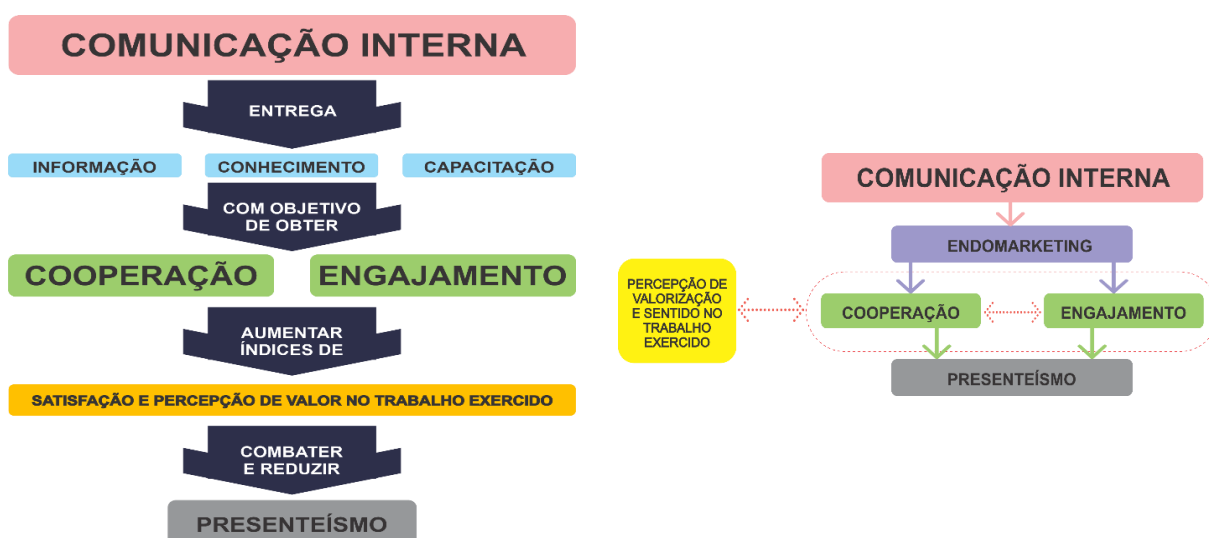 COMUNICAÇÃO INTERNA
ENTREGA
INFORMAÇÃO
CONHECIMENTO
CAPACITAÇÃO
COM OBJETIVO
DE OBTER
COOPERAÇÃO
ENGAJAMENTO
AUMENTAR
ÍNDICES DE
SATISFAÇÃO E PERCEPÇÃO DE VALOR NO TRABALHO EXERCIDO
COMBATER
E REDUZIR
PRESENTEÍSMO
COMUNICAÇÃO INTERNA
ENDOMARKETING
PERCEPÇÃO DE
VALORIZAÇÃO
E SENTIDO NO
TRABALHO
EXERCIDO
COOPERAÇÃO
ENGAJAMENTO
PRESENTEÍSMO